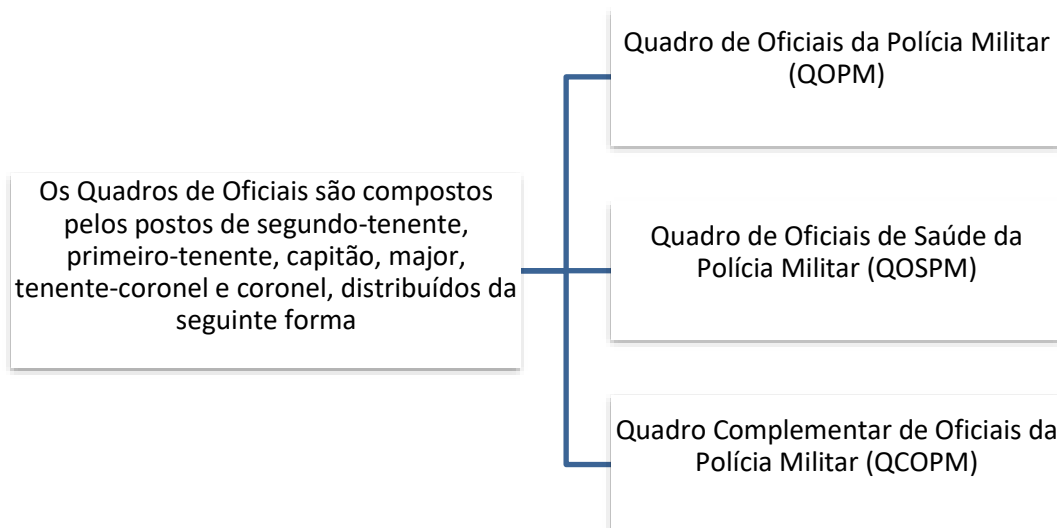 Os Quadros de Oficiais são compostos
pelos postos de segundo-tenente,
primeiro-tenente, capitão, major,
tenente-coronel e coronel, distribuídos da
seguinte forma
Quadro de Oficiais da Polícia Militar
(QOPM)
Quadro de Oficiais de Saúde da
Polícia Militar (QOSPM)
Quadro Complementar de Oficiais da
Polícia Militar (QCOPM)